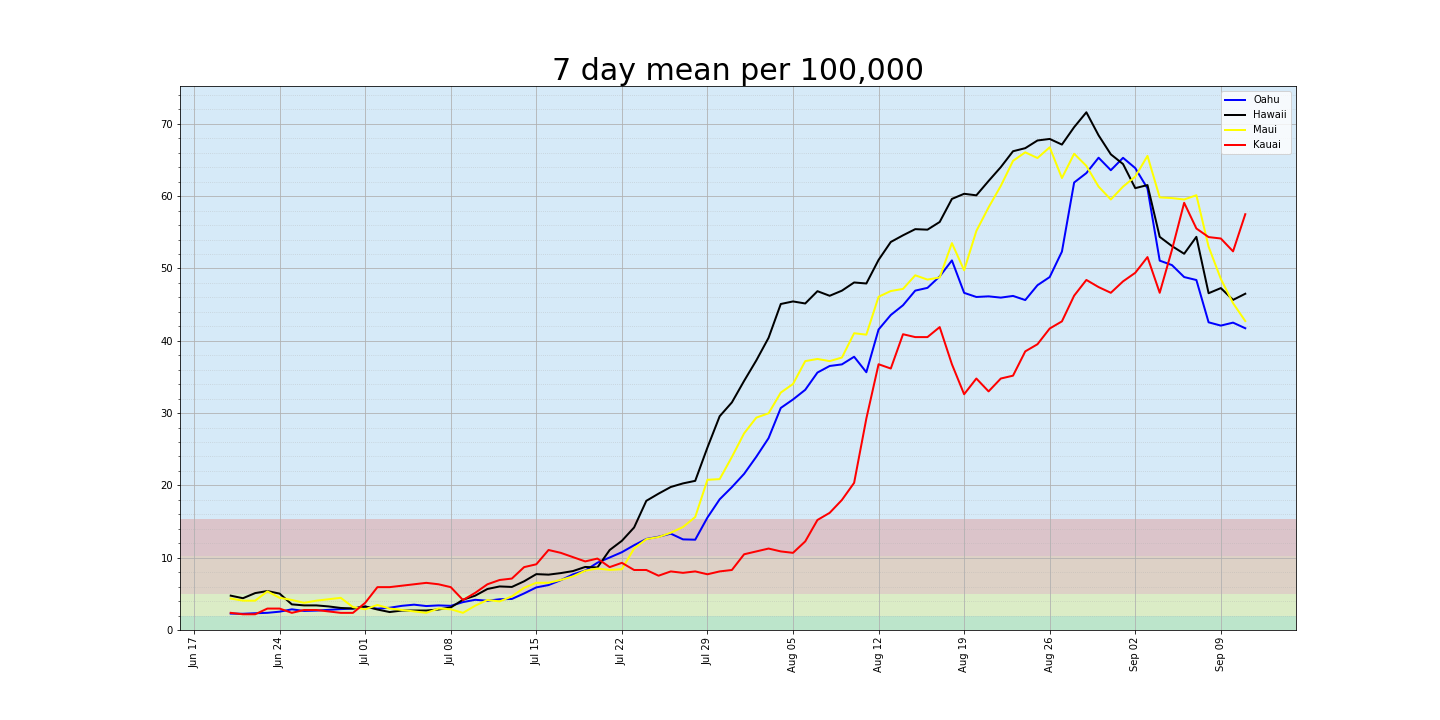 7 day mean per 100,000
Oahu
Hawaii
Maui
Kauai
70
60
50
40
30
20
10
0
Jun 17
Jun 24
Jul 01
Jul 08
Jul 15
Jul 22
Jul 29
Aug 05
Aug 12
Aug 19
Aug 26
Sep 02
Sep 09